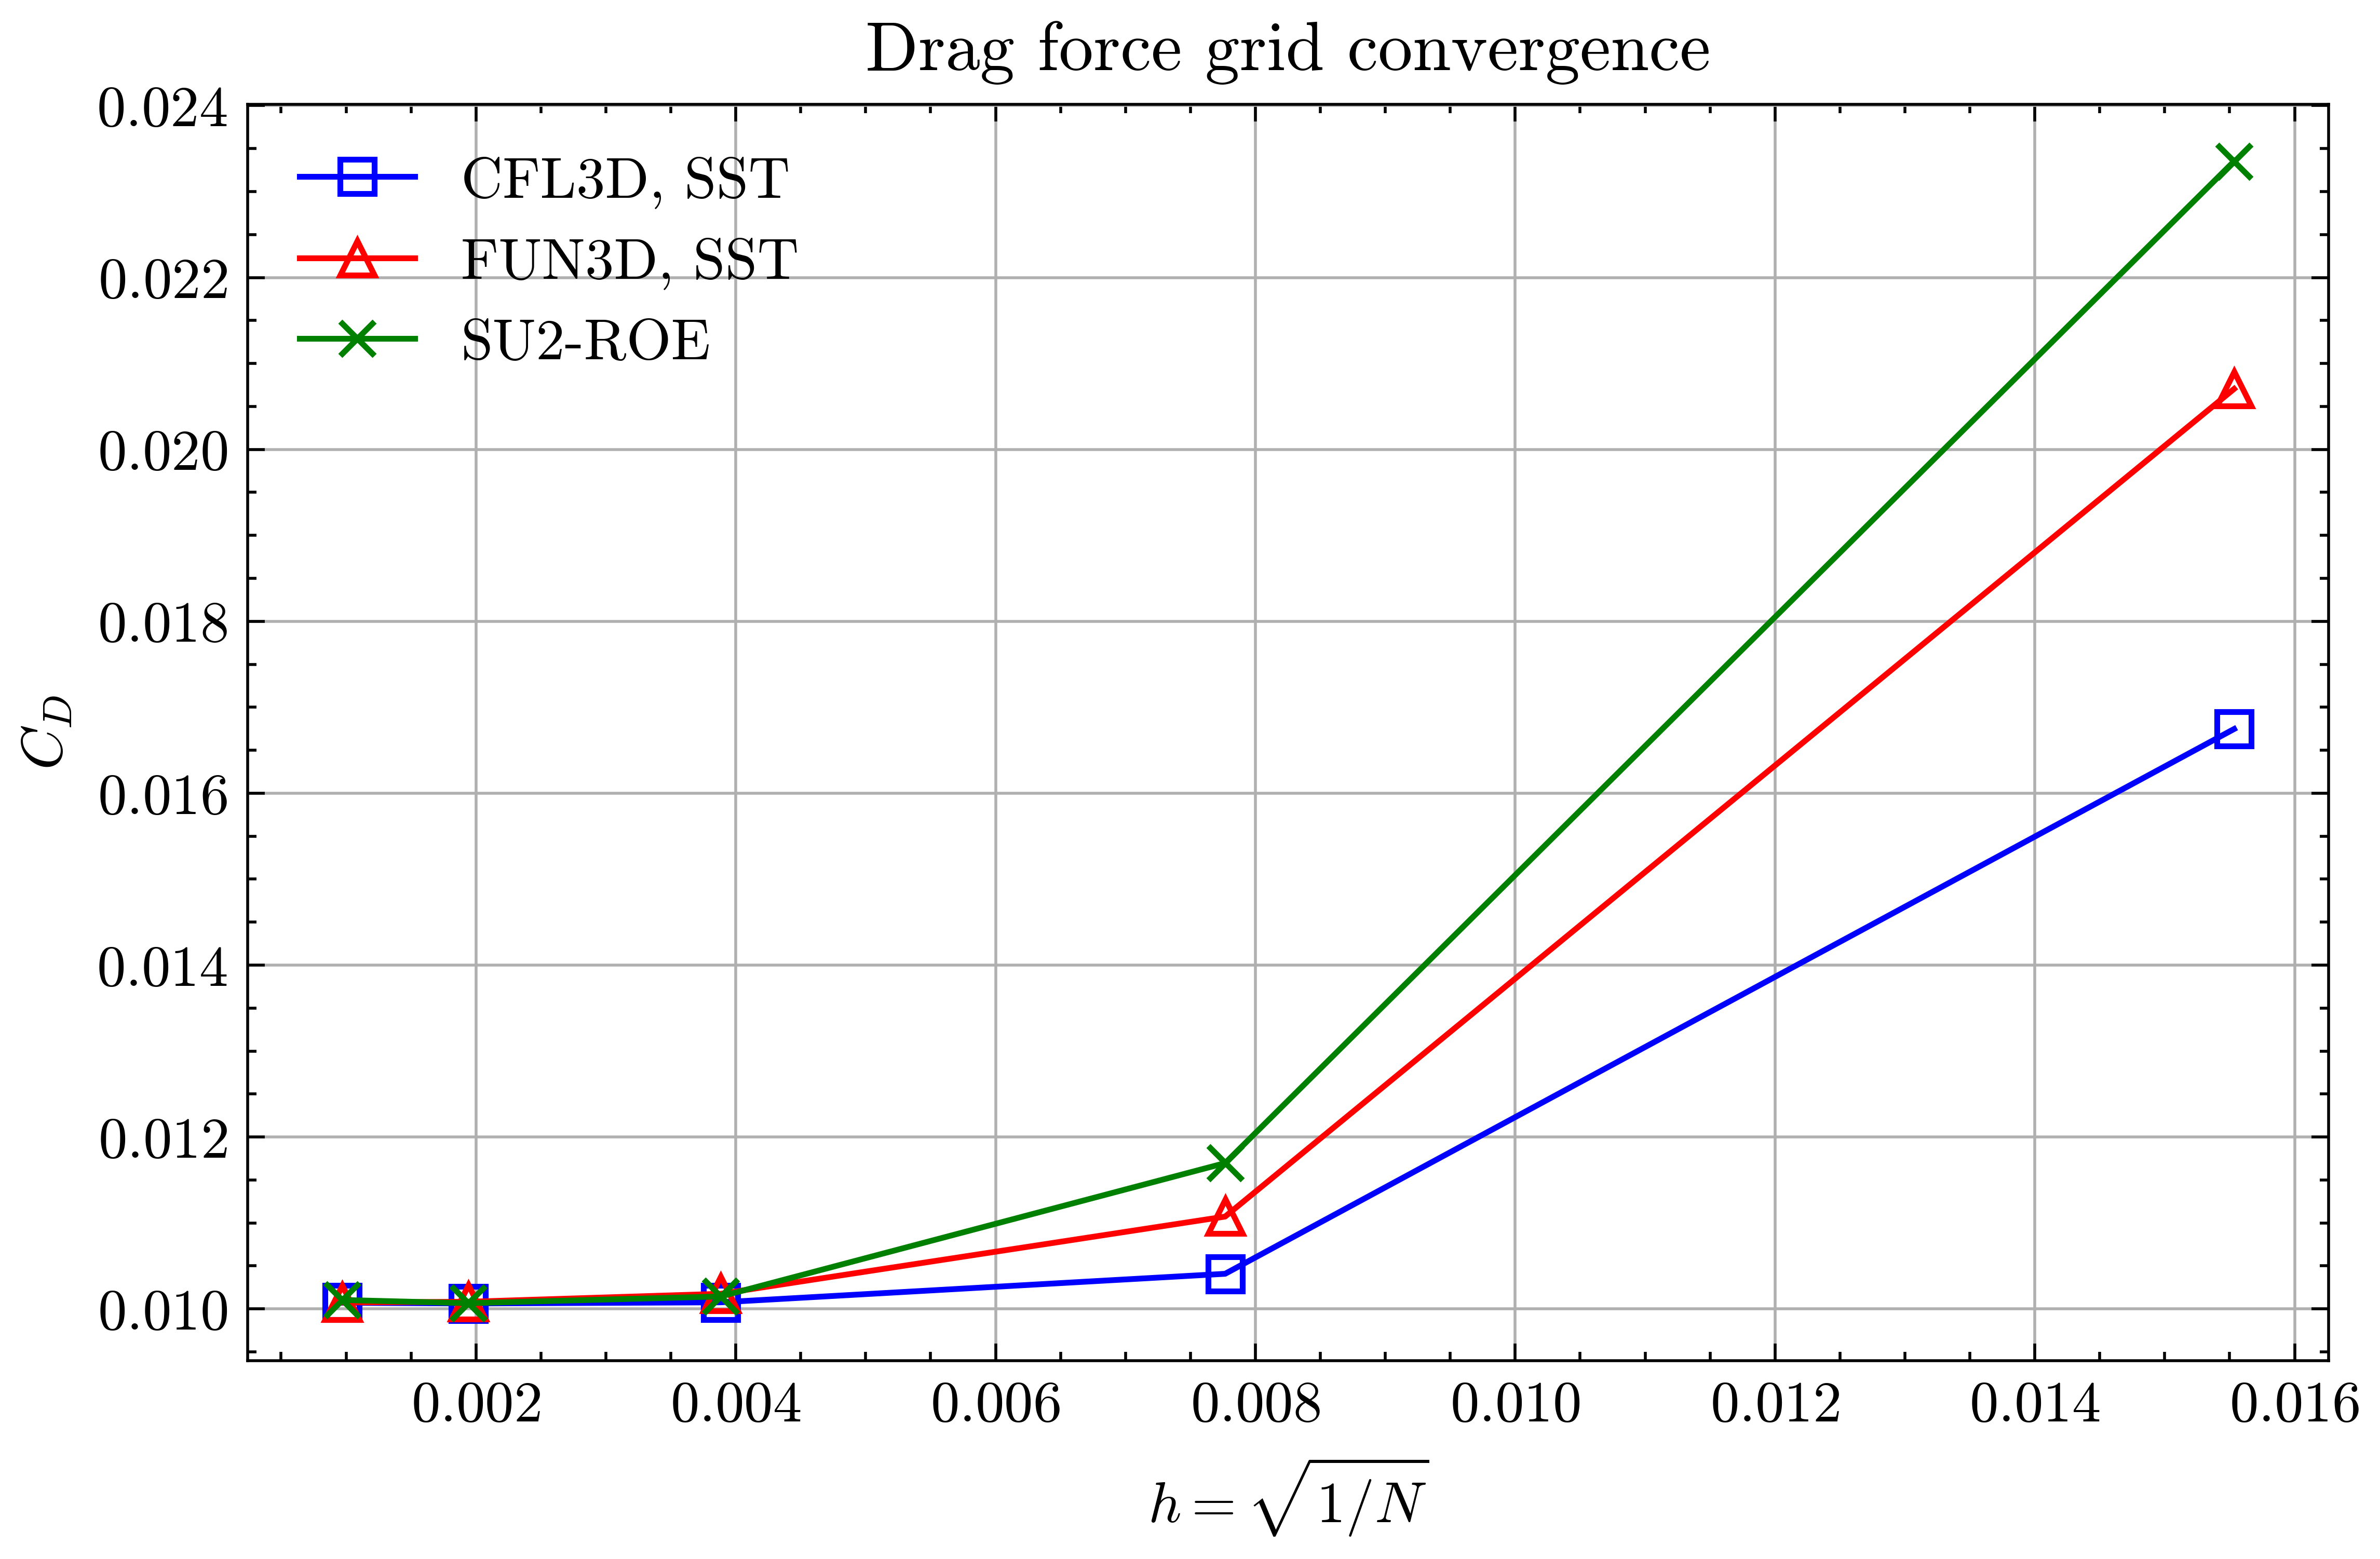 Drag force grid convergence
0.024
0.022
0.020
0.018
0.016
0.014
0.012
0.010
C_D
CFL3D, SST
FUN3D, SST
SU2-ROE
0.002 0.004 0.006 0.008 0.010 0.012 0.014 0.016
h = √1/N